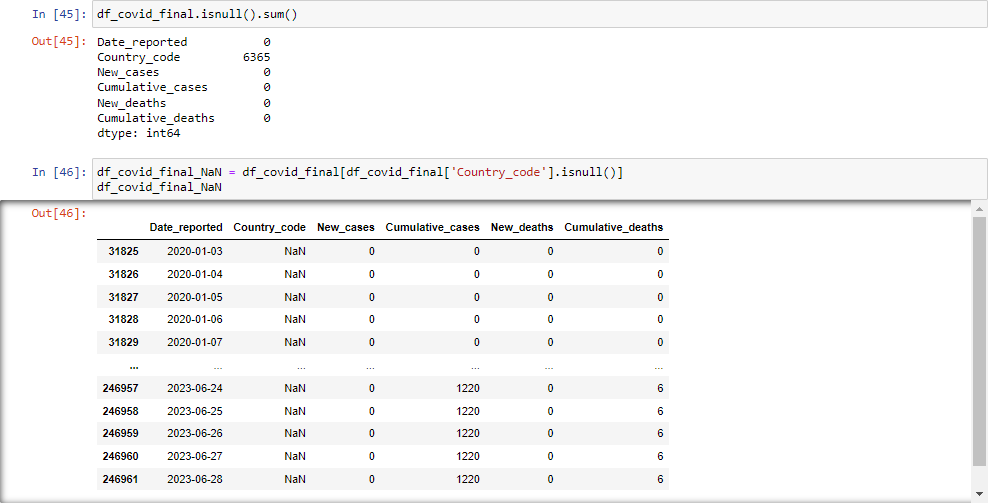 In [45]: df_covid_final.isnull().sum()
Out[45]: Date_reported 0
Country_code 6365
New_cases 0
Cumulative_cases 0
New_deaths 0
Cumulative_deaths 0
dtype: int64
In [46]: df_covid_final_NaN = df_covid_final[df_covid_final['Country_code'].isnull()]
df_covid_final_NaN
Out[46]:
Date_reported Country_code New_cases Cumulative_cases New_deaths Cumulative_deaths
31825 2020-01-03 NaN 0 0 0 0
31826 2020-01-04 NaN 0 0 0 0
31827 2020-01-05 NaN 0 0 0 0
31828 2020-01-06 NaN 0 0 0 0
31829 2020-01-07 NaN 0 0 0 0
... ... ... ... ... ... ...
246957 2023-06-24 NaN 0 1220 0 6
246958 2023-06-25 NaN 0 1220 0 6
246959 2023-06-26 NaN 0 1220 0 6
246960 2023-06-27 NaN 0 1220 0 6
246961 2023-06-28 NaN 0 1220 0 6